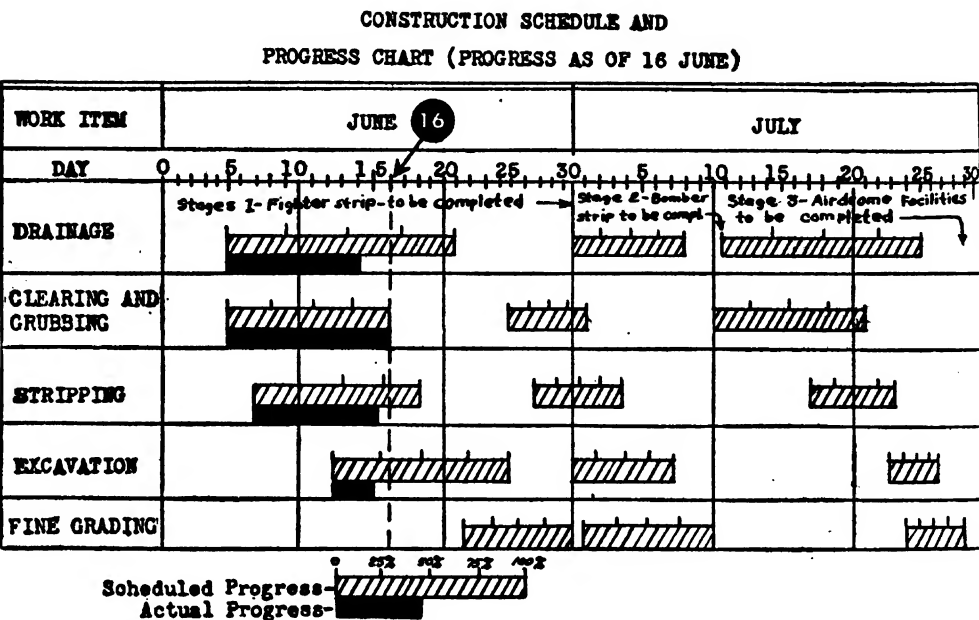 CONSTRUCTION SCHEDULE AND
PROGRESS CHART (PROGRESS AS OF 16 JUNE)
WORK ITEM JUNE 16 JULY
DAY 0 5 10 15 20 25 30 5 10 15 20 25 30
Stages 1-Fighter strip-to be completed
Stage 2-Bomber
strip to be compl.
Stage 3-Airdrome Facilities
to be completed
DRAINAGE
CLEARING AND
GRUBBING
STRIPPING
EXCAVATION
FINE GRADING
0 25% 50% 75% 100%
Scheduled Progress-
Actual Progress-